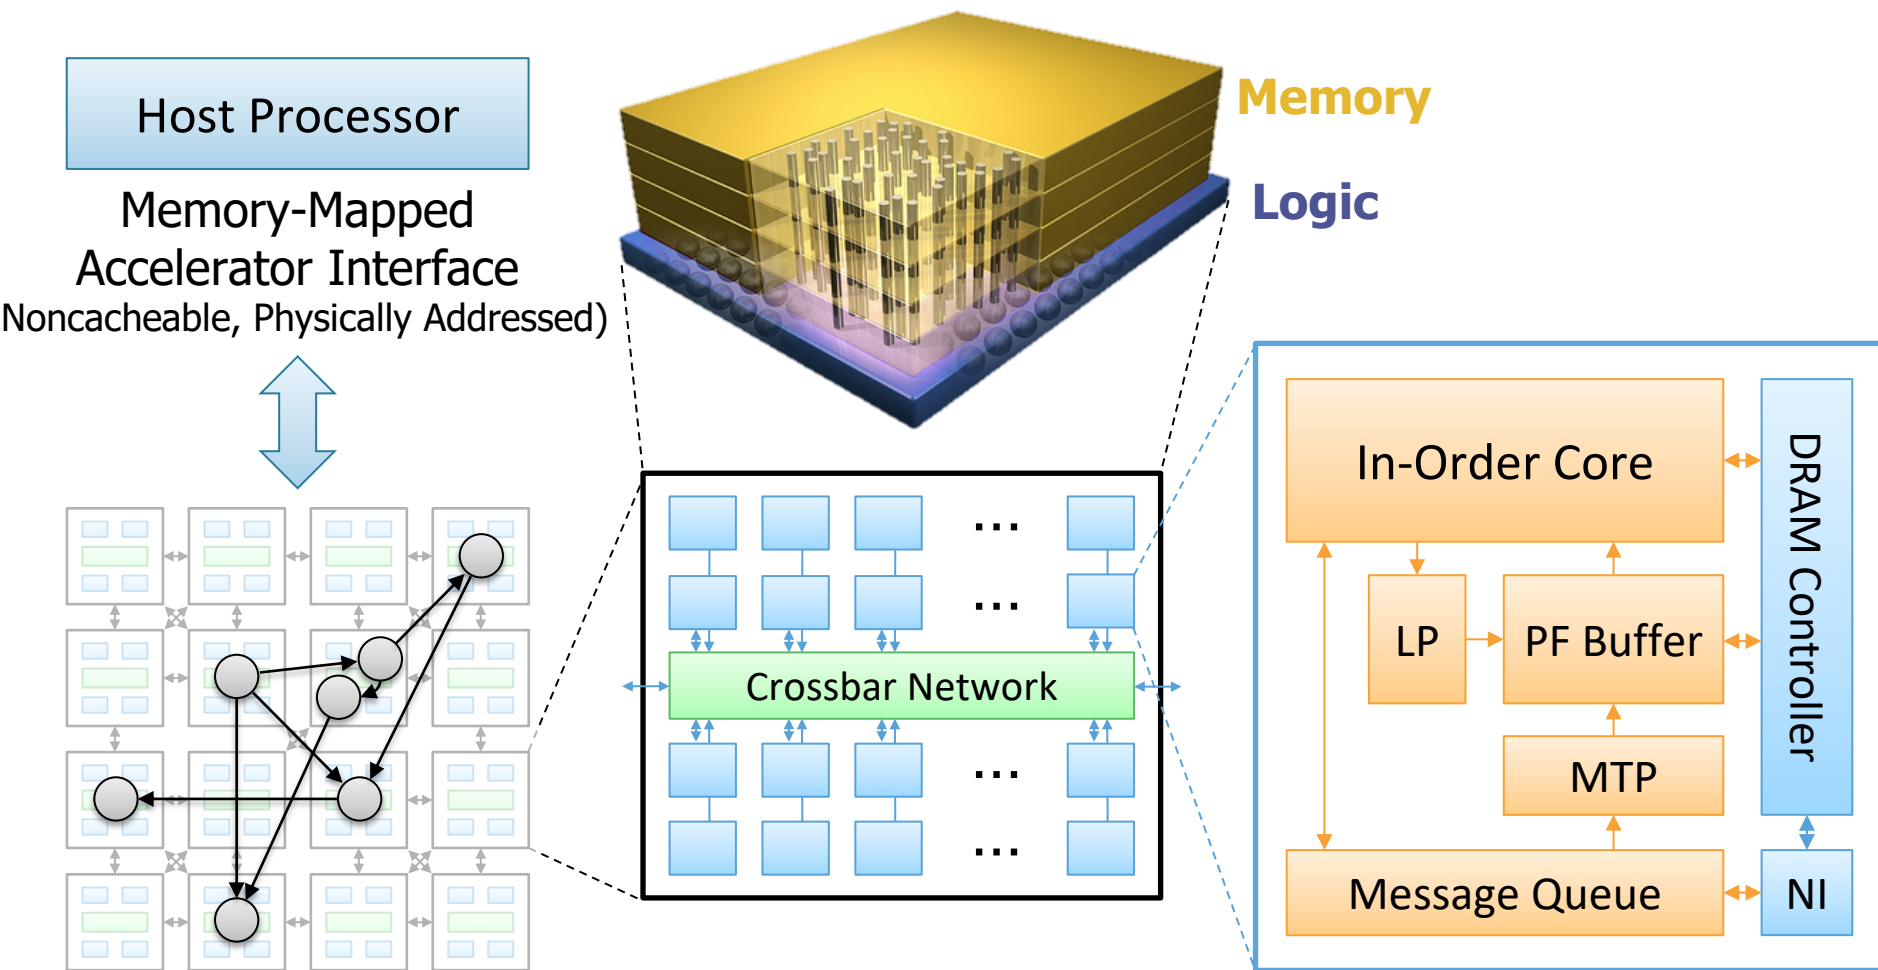 Host Processor
Memory-Mapped
Accelerator Interface
Noncacheable, Physically Addressed)
Memory
Logic
...
...
Crossbar Network
...
...
In-Order Core
LP
PF Buffer
MTP
Message Queue
DRAM Controller
NI